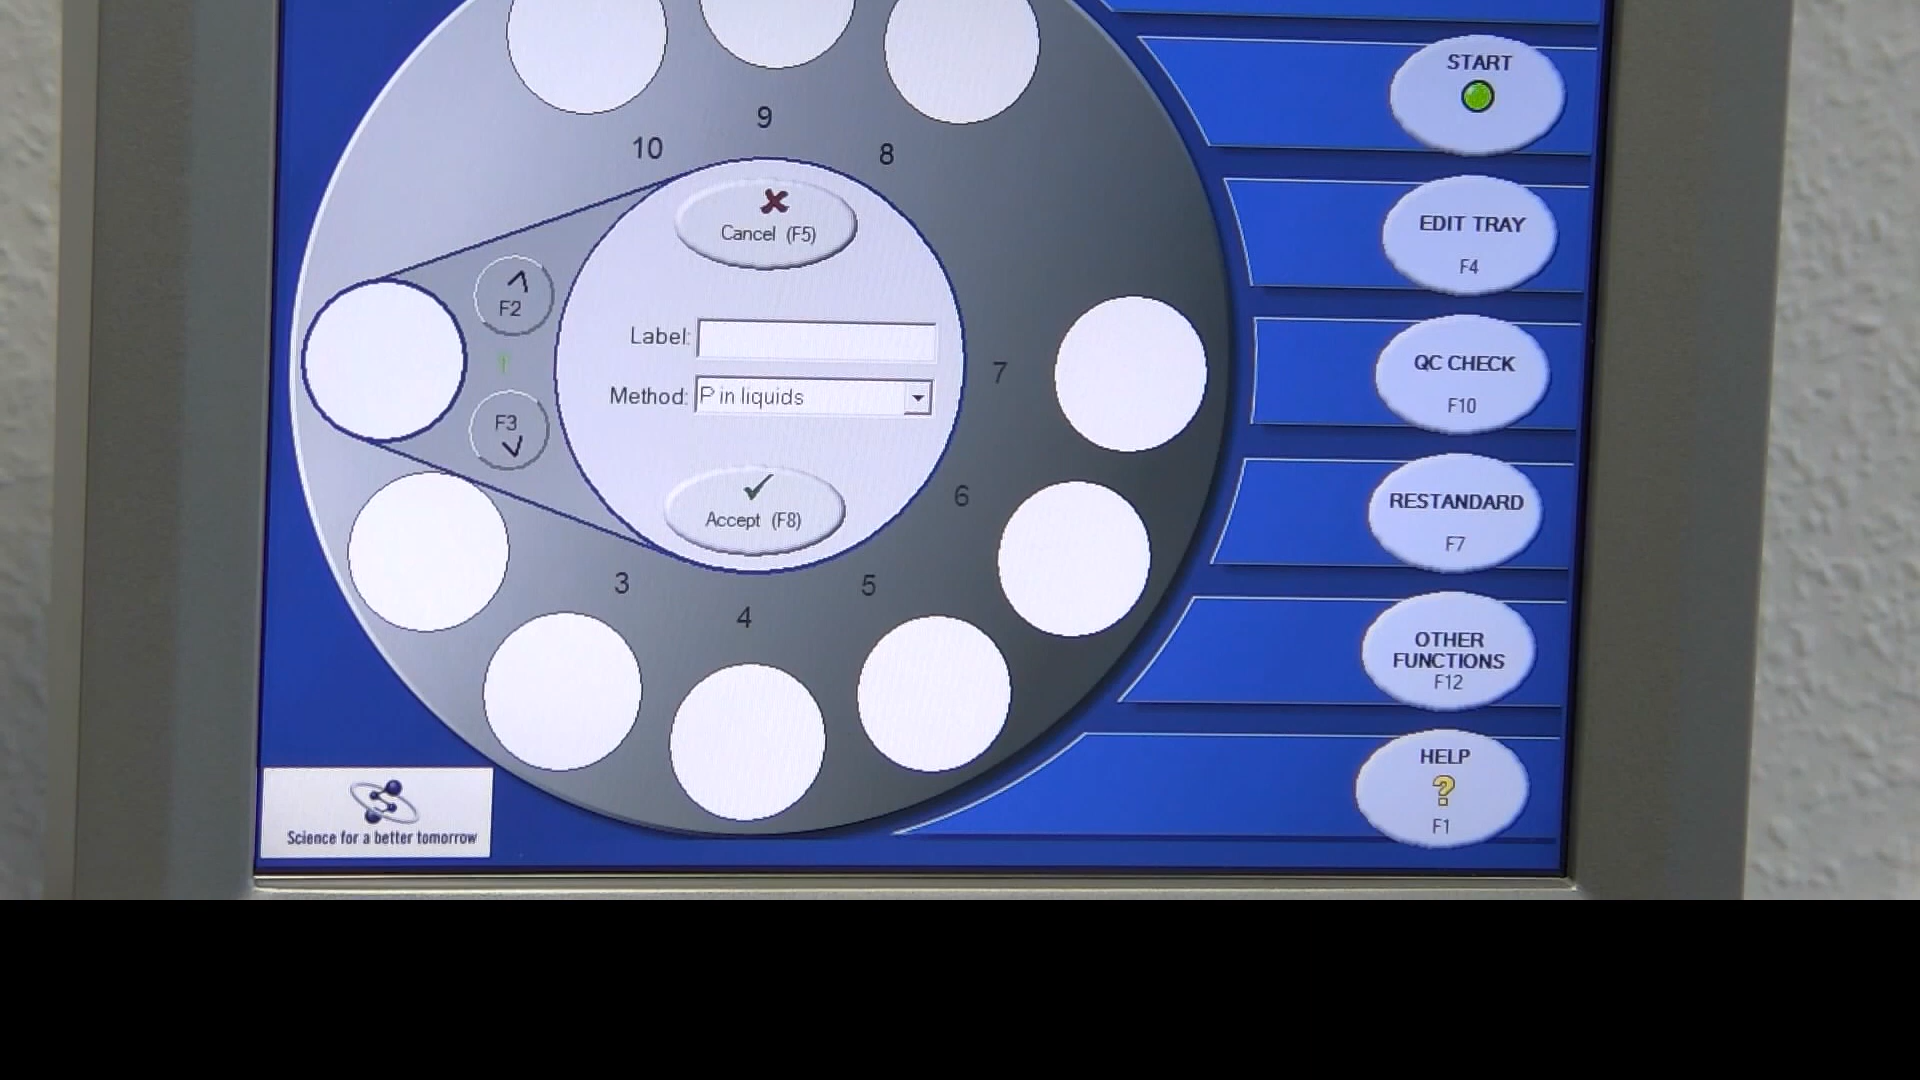 START
9
10
8
Cancel (F5)
EDIT TRAY
F4
F2
Label:
7
QC CHECK
F10
Method: P in liquids
F3
6
RESTANDARD
F7
Accept (F8)
3
5
4
OTHER
FUNCTIONS
F12
HELP
?
F1
Science for a better tomorrow